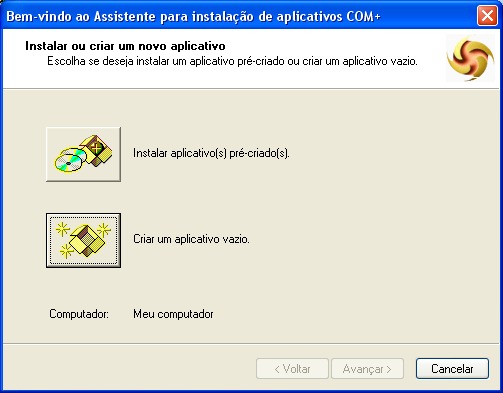 Bem-vindo ao Assistente para instalação de aplicativos COM+
Instalar ou criar um novo aplicativo
Escolha se deseja instalar um aplicativo pré-criado ou criar um aplicativo vazio.
Instalar aplicativo(s) pré-criado(s).
Criar um aplicativo vazio.
Computador: Meu computador
< Voltar Avançar > Cancelar